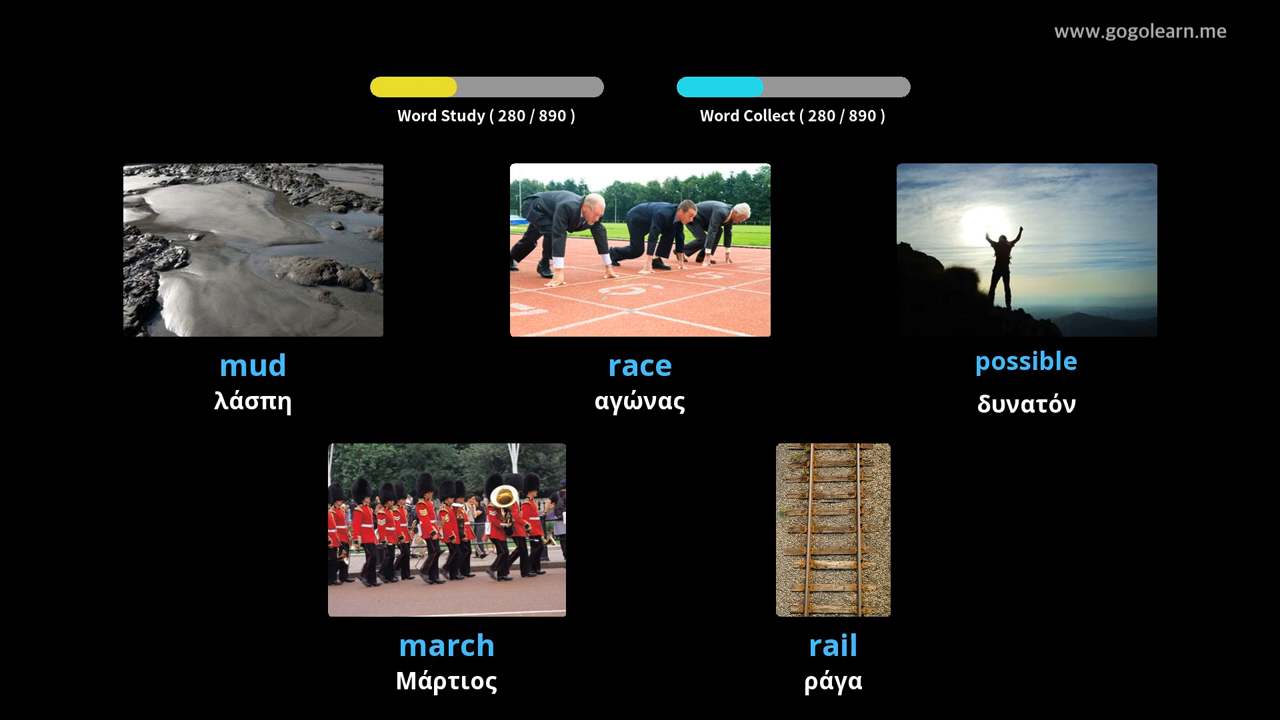 www.gogolearn.me
Word Study ( 280 / 890 )
Word Collect ( 280 / 890 )
mud
λάσπη
race
αγώνας
possible
δυνατόν
march
Μάρτιος
rail
ράγα